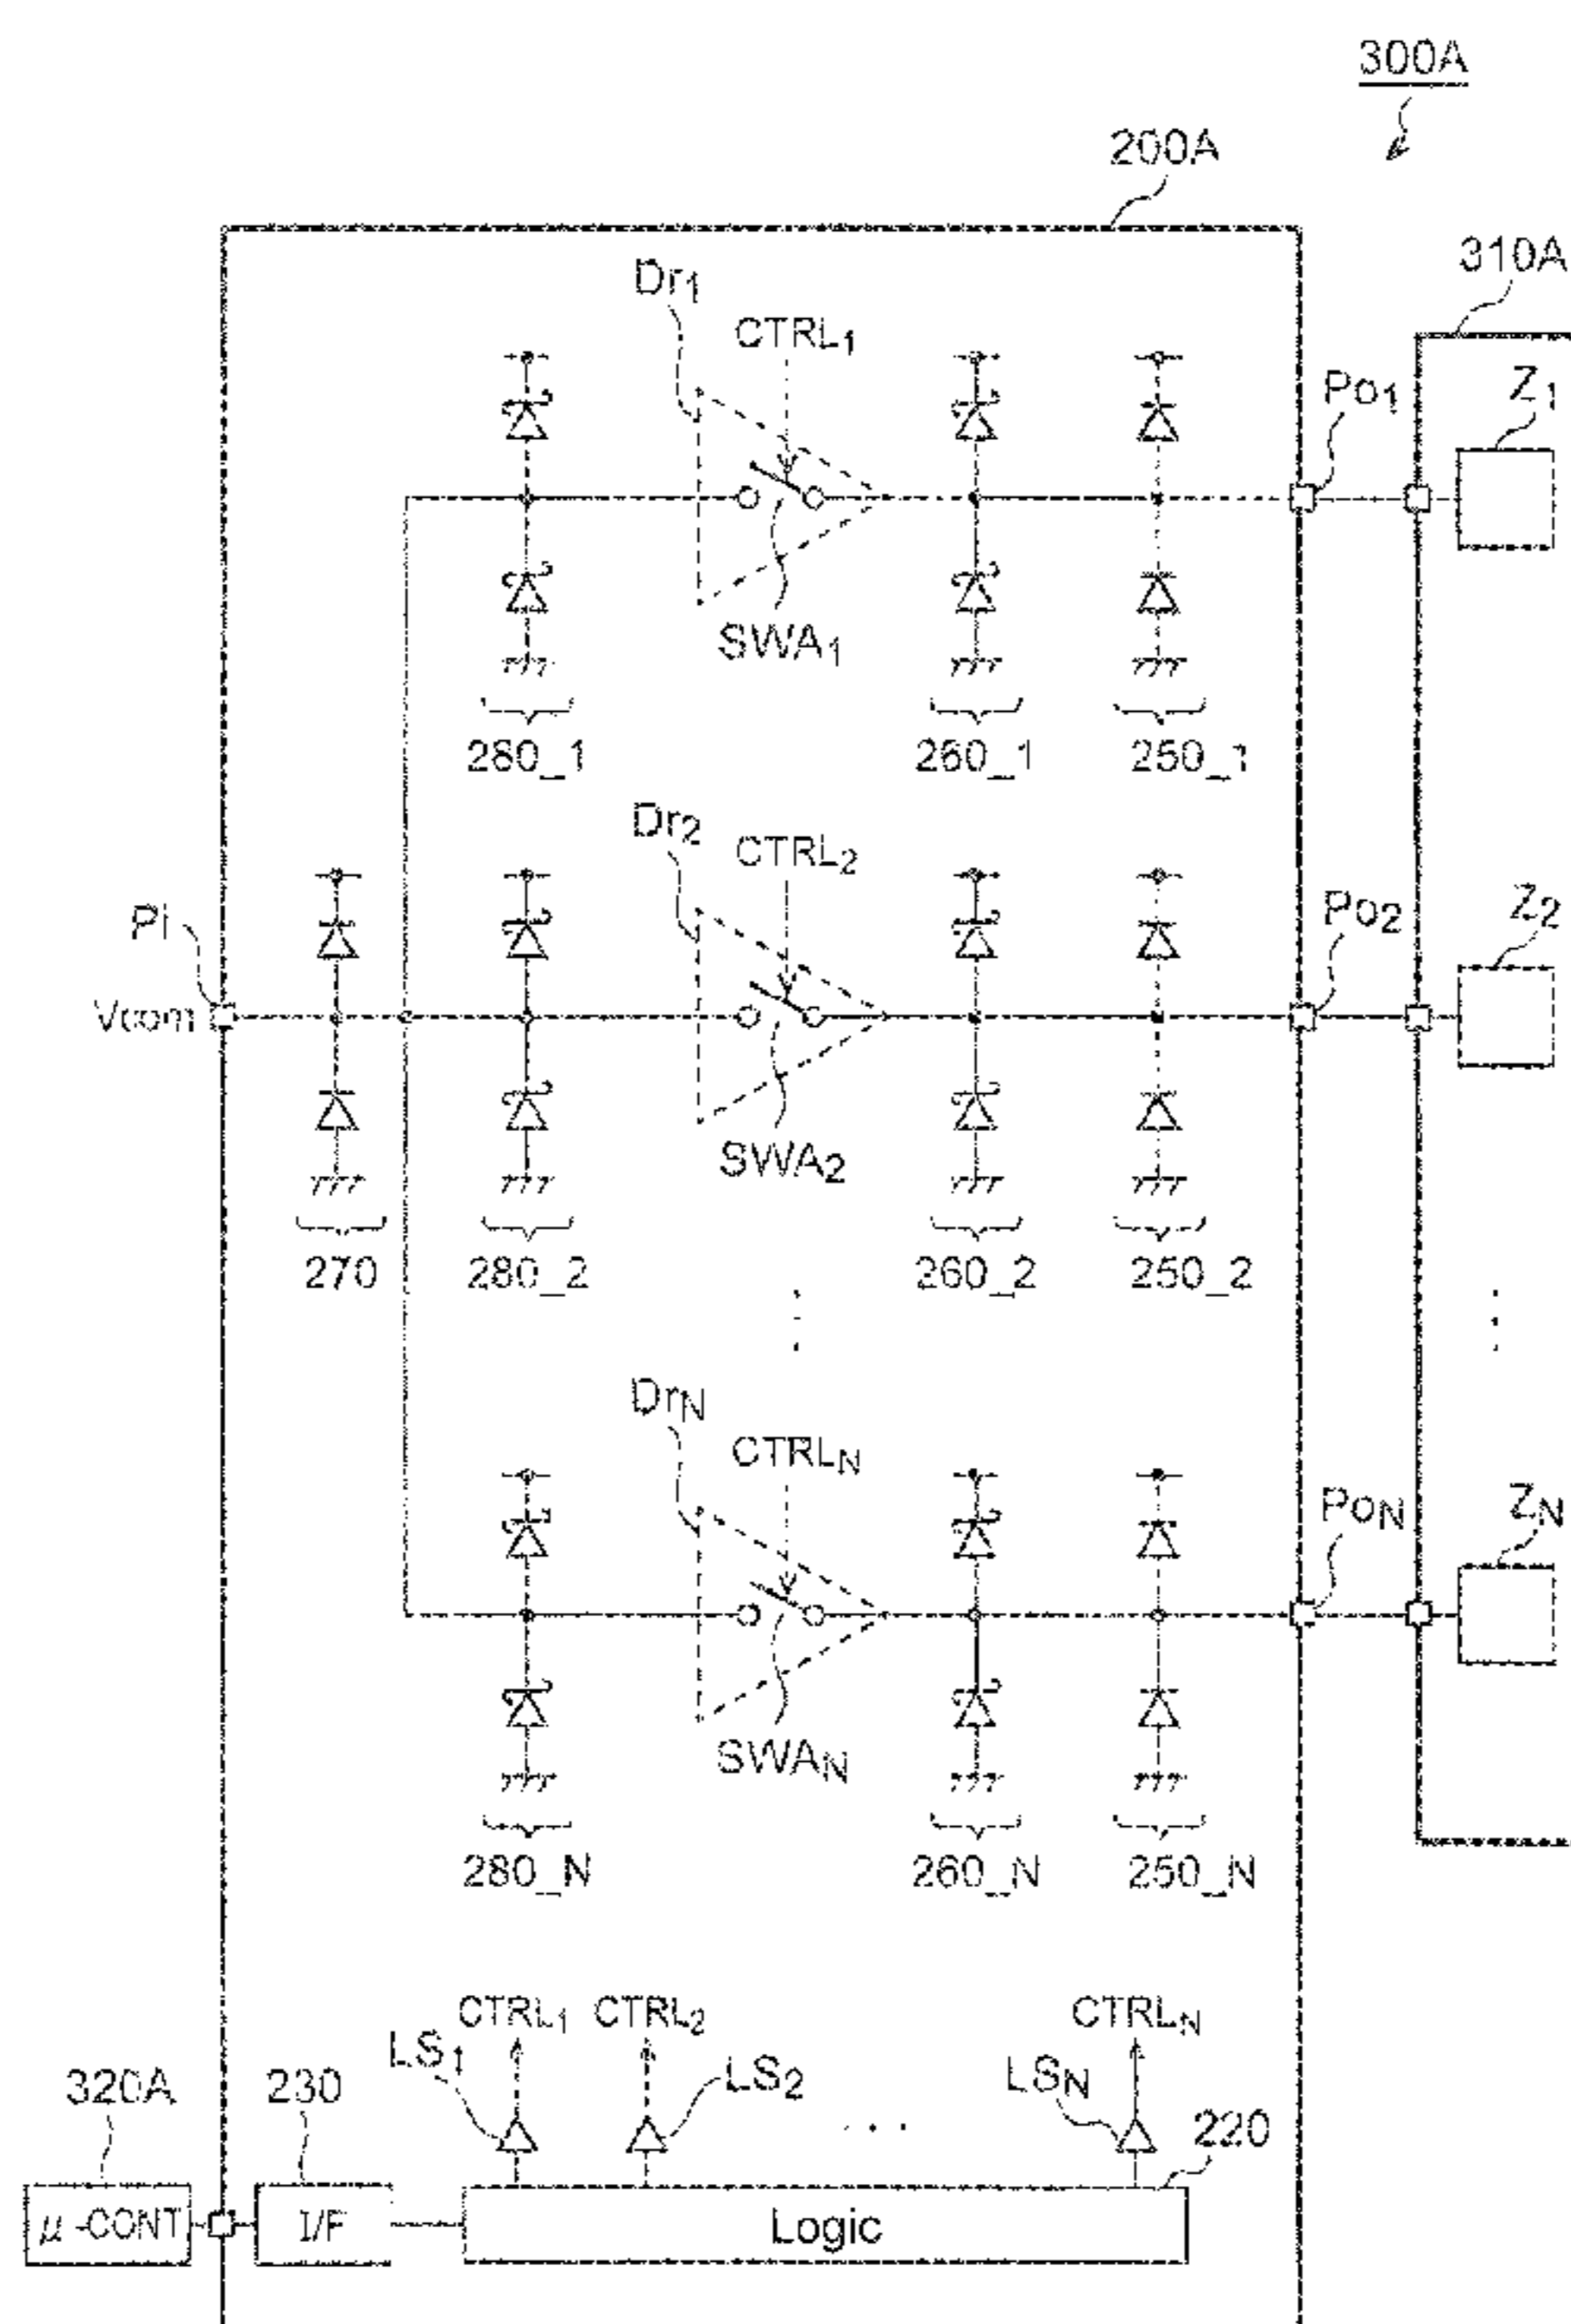 300A
200A
310A
Dr1
CTRL1
Po1
Z1
SWA1
280_1
260_1
250_1
Dr2
CTRL2
Pi
Po2
Z2
Vcom
SWA2
270
280_2
260_2
250_2
DrN
CTRLN
PoN
ZN
SWAN
280_N
260_N
250_N
CTRL1
CTRL2
CTRLN
LS1
LS2
LSN
320A
230
220
μ-CONT
I/F
Logic